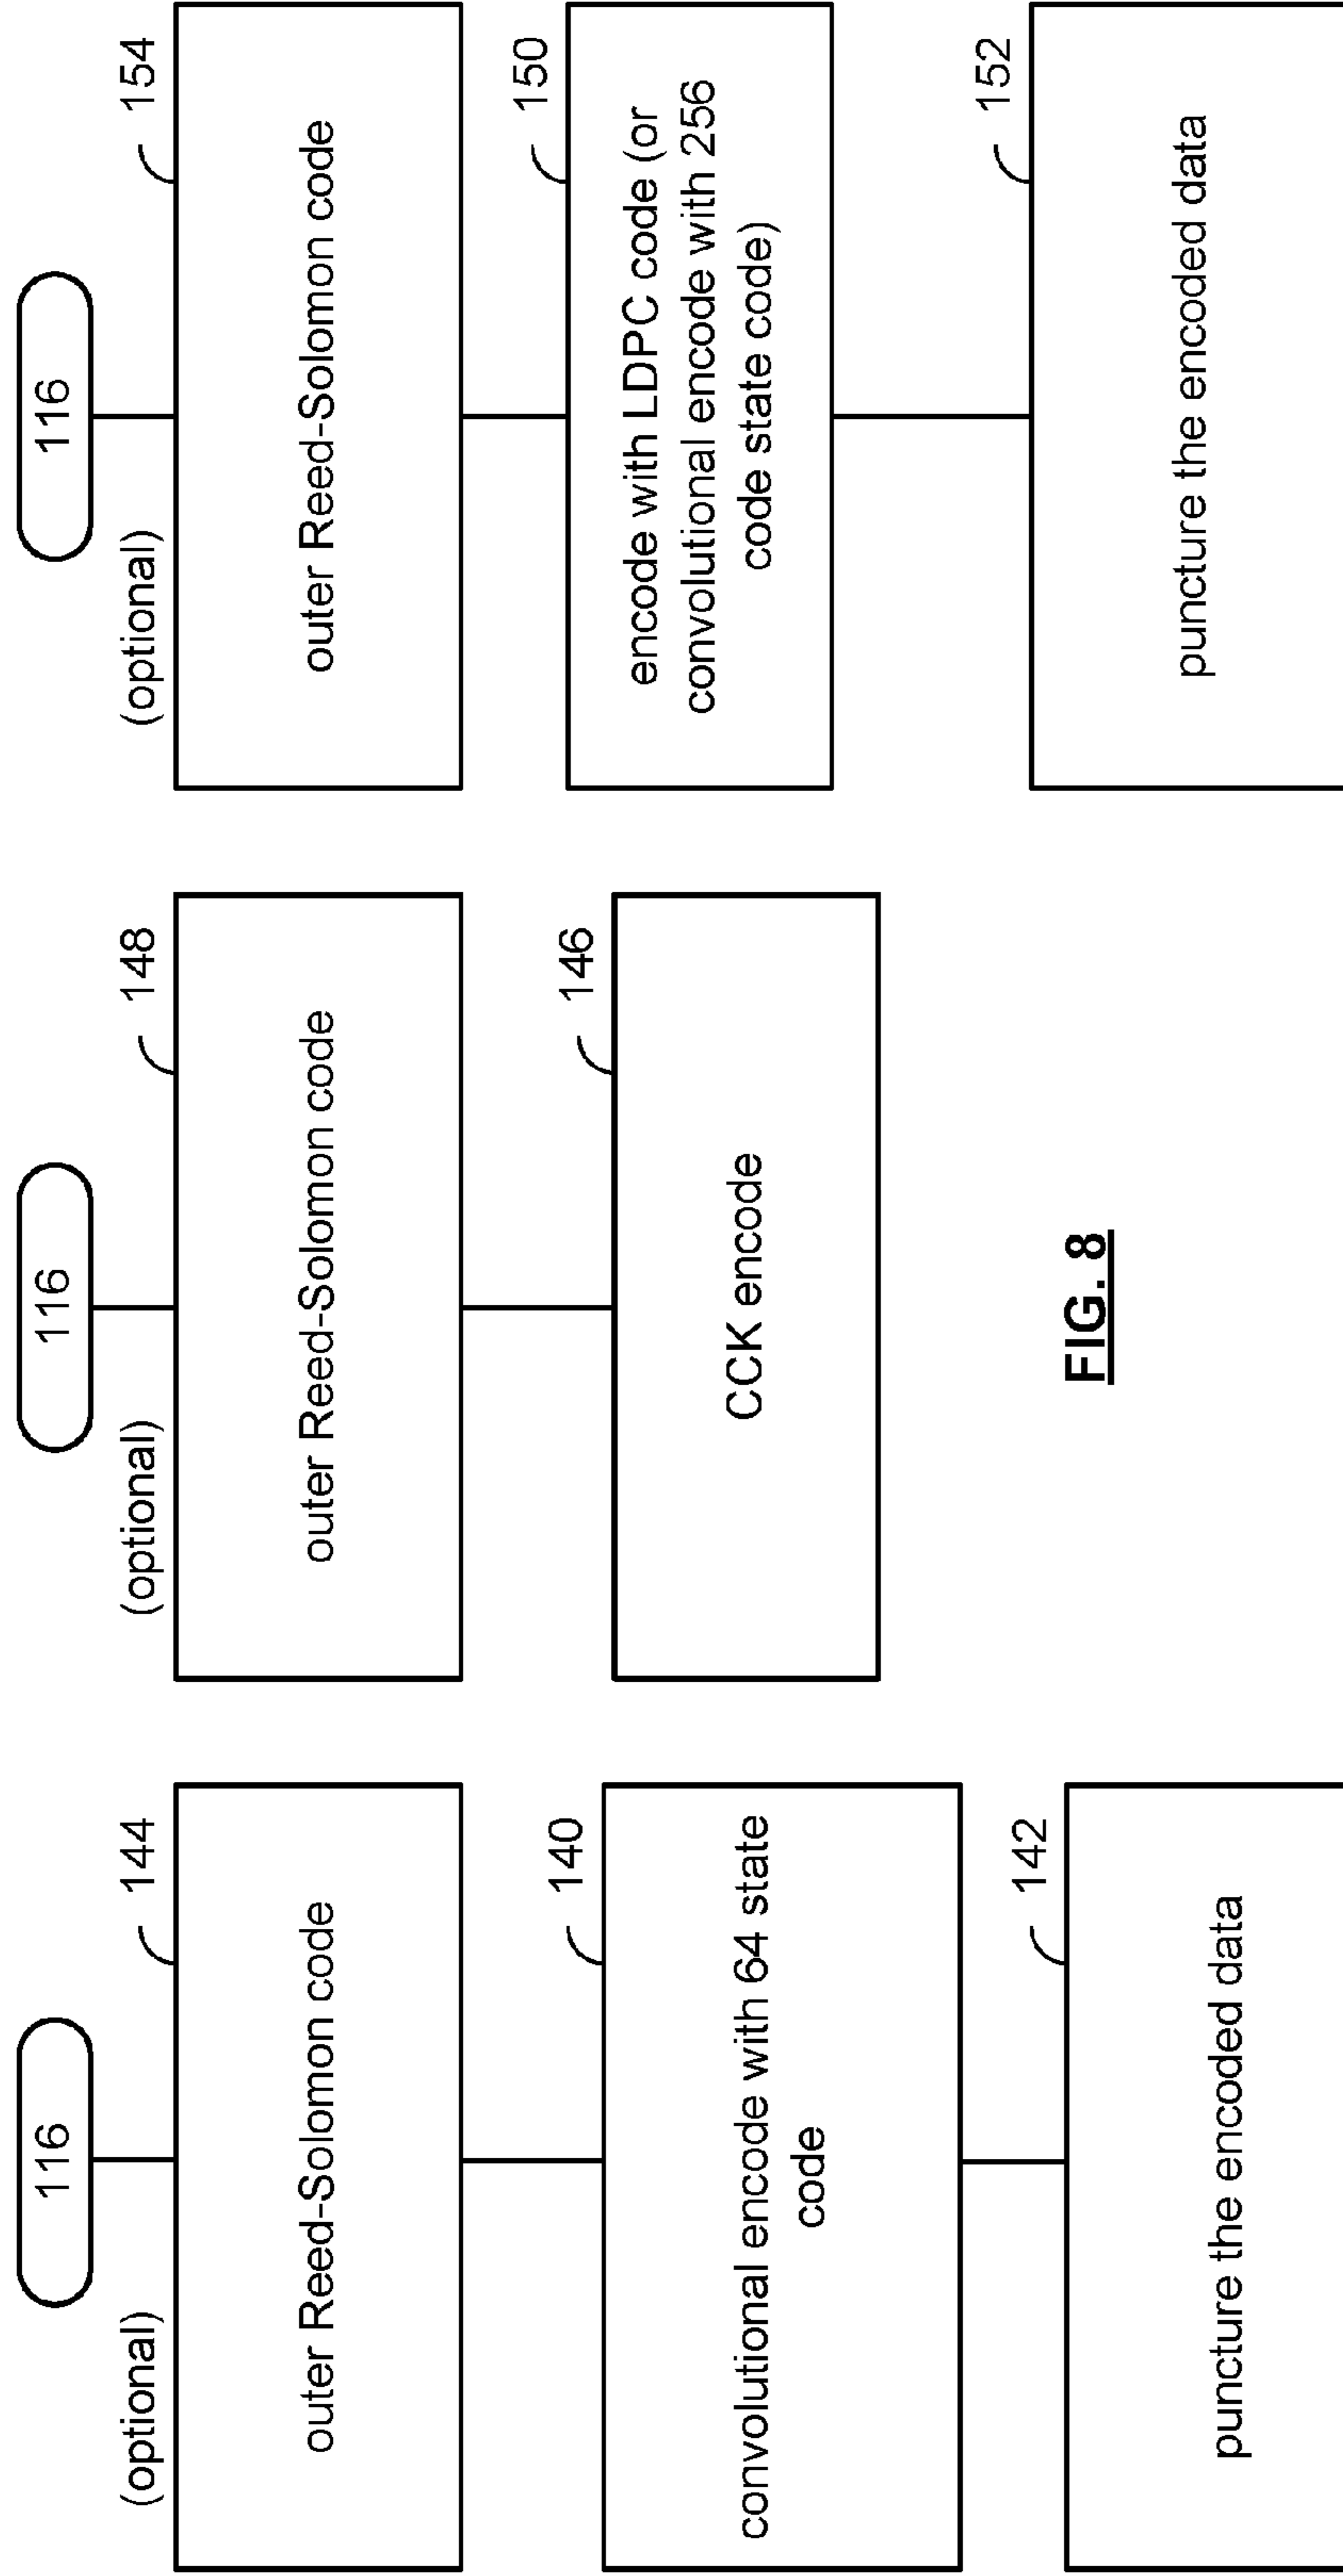 116
(optional)
144
outer Reed-Solomon code
140
convolutional encode with 64 state
code
142
puncture the encoded data
116
(optional)
148
outer Reed-Solomon code
146
CCK encode
116
(optional)
154
outer Reed-Solomon code
150
encode with LDPC code (or
convolutional encode with 256
code state code)
152
puncture the encoded data
FIG. 8